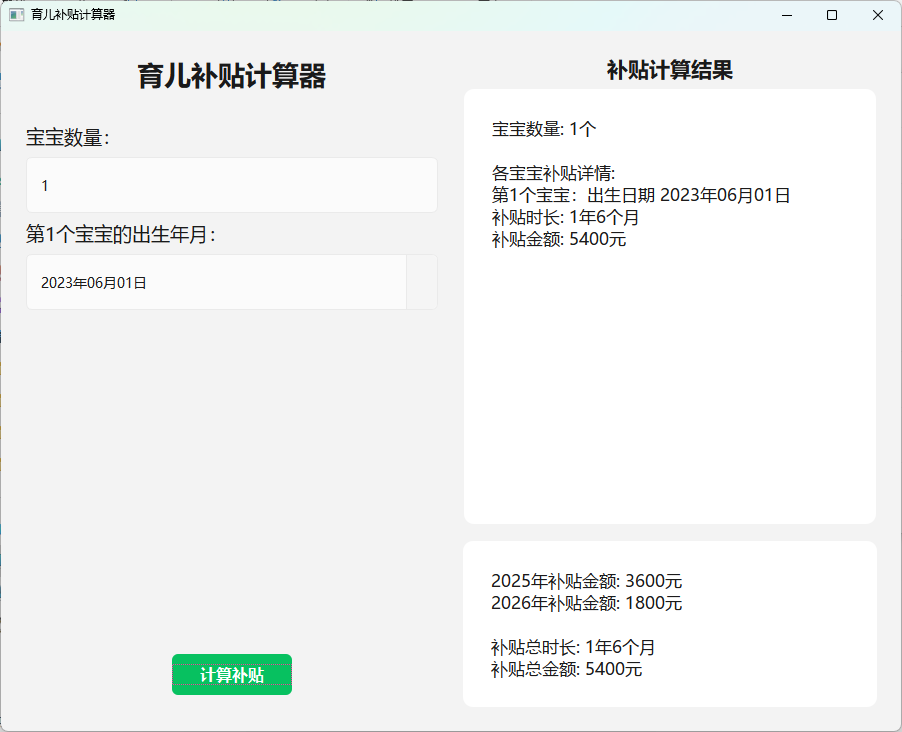 育儿补贴计算器
育儿补贴计算器
宝宝数量：
1
第1个宝宝的出生年月：
2023年06月01日
计算补贴
补贴计算结果
宝宝数量: 1个
各宝宝补贴详情:
第1个宝宝：出生日期 2023年06月01日
补贴时长: 1年6个月
补贴金额: 5400元
2025年补贴金额: 3600元
2026年补贴金额: 1800元
补贴总时长: 1年6个月
补贴总金额: 5400元